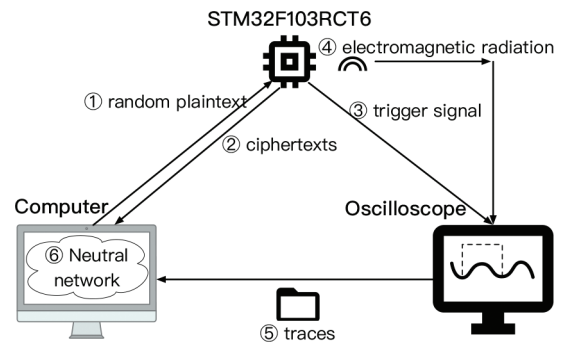 STM32F103RCT6
④ electromagnetic radiation
① random plaintext
③ trigger signal
② ciphertexts
Computer
Oscilloscope
⑥ Neutral
network
⑤ traces